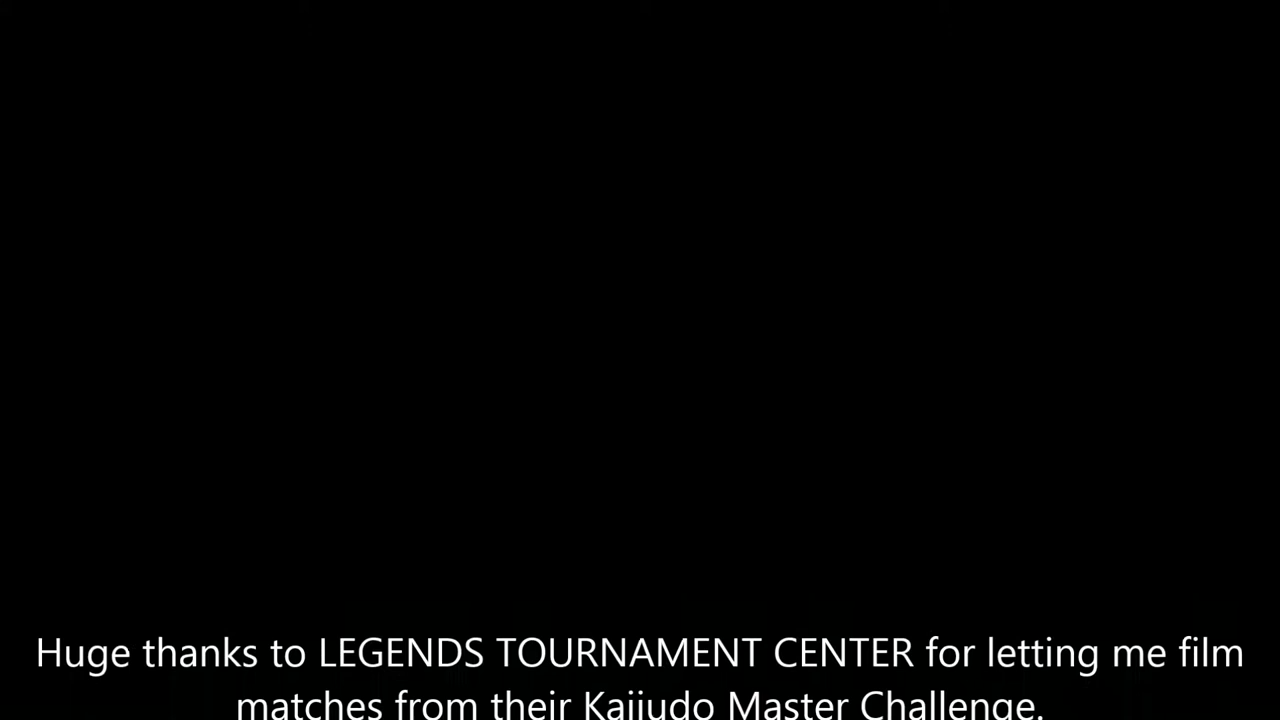 Huge thanks to LEGENDS TOURNAMENT CENTER for letting me film
matches from their Kaijudo Master Challenge.